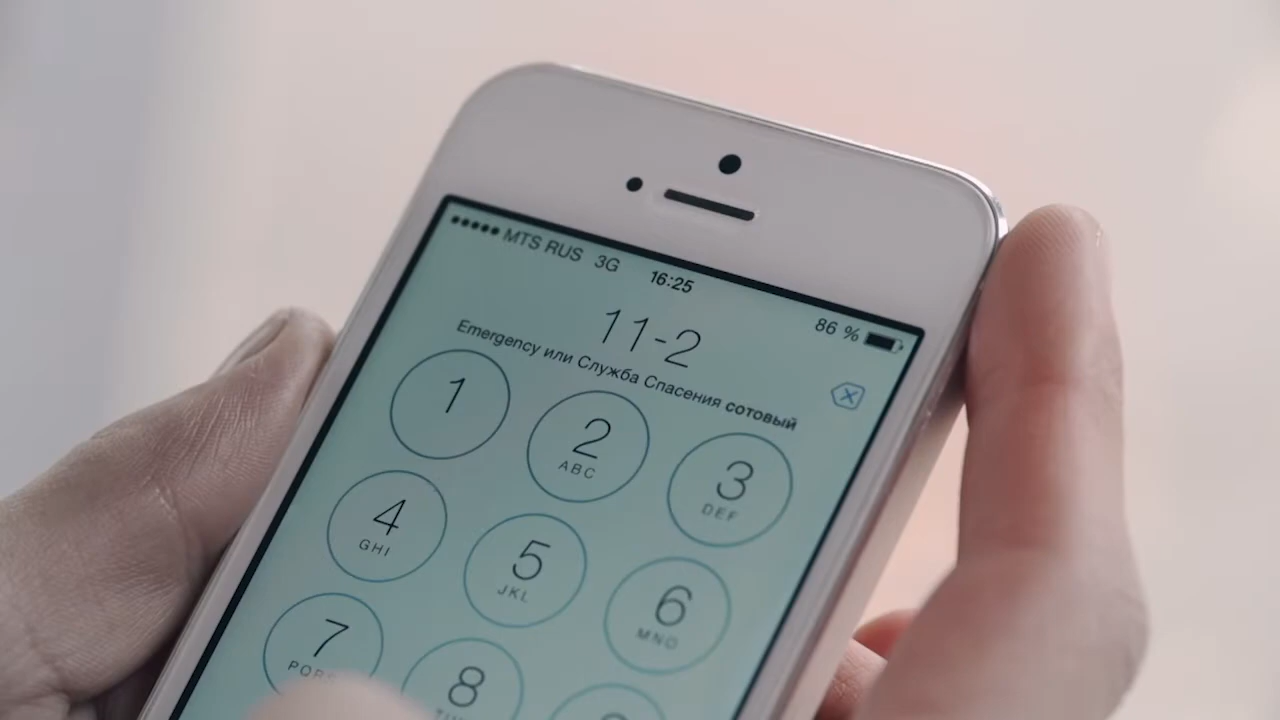 ●●●●● MTS RUS 3G 16:25 86 %
11-2
Emergency или Служба Спасения сотовый
1 2 3
ABC DEF
4 5 6
GHI JKL MNO
7 8